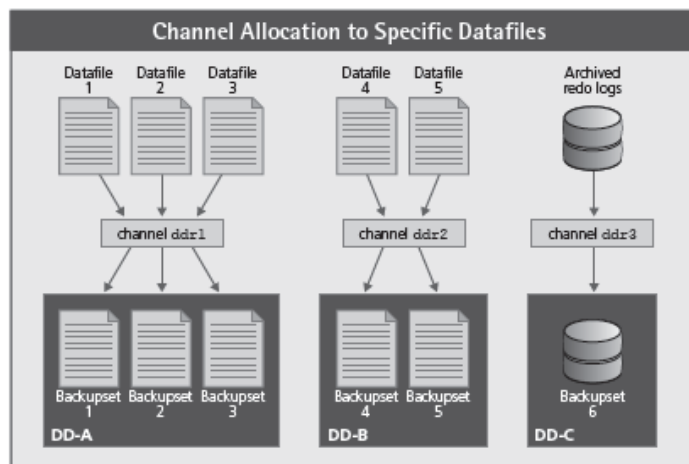 Channel Allocation to Specific Datafiles
Datafile
1
Datafile
2
Datafile
3
Datafile
4
Datafile
5
Archived
redo logs
channel ddr1
channel ddr2
channel ddr3
Backupset
1
Backupset
2
Backupset
3
DD-A
Backupset
4
Backupset
5
DD-B
Backupset
6
DD-C